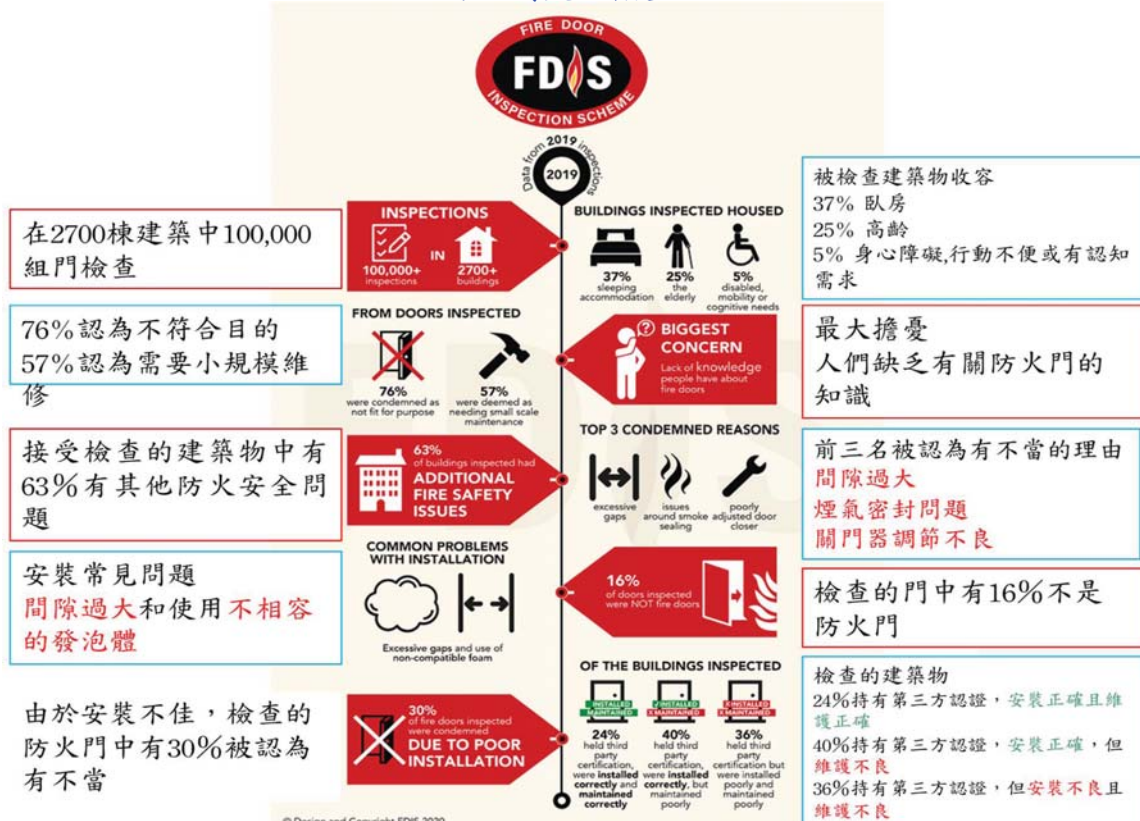 FIRE DOOR
FDIS
INSPECTION SCHEME
Data from 2019 inspections
2019
在2700棟建築中100,000
組門檢查
INSPECTIONS
100,000+
inspections
IN
2700+
buildings
BUILDINGS INSPECTED HOUSED
37%
sleeping
accommodation
25%
the
elderly
5%
disabled,
mobility or
cognitive needs
被檢查建築物收容
37% 臥房
25% 高齡
5% 身心障礙,行動不便或有認知
需求
76%認為不符合目的
57%認為需要小規模維
修
FROM DOORS INSPECTED
76%
were condemned as
not fit for purpose
57%
were deemed as
needing small scale
maintenance
?
BIGGEST
CONCERN
Lack of knowledge
people have about
fire doors
最大擔憂
人們缺乏有關防火門的
知識
接受檢查的建築物中有
63%有其他防火安全問
題
63%
of buildings inspected had
ADDITIONAL
FIRE SAFETY
ISSUES
TOP 3 CONDEMNED REASONS
excessive
gaps
issues
around smoke
sealing
poorly
adjusted door
closer
前三名被認為有不當的理由
間隙過大
煙氣密封問題
關門器調節不良
安裝常見問題
間隙過大和使用不相容
的發泡體
COMMON PROBLEMS
WITH INSTALLATION
Excessive gaps and use of
non-compatible foam
16%
of doors inspected
were NOT fire doors
檢查的門中有16%不是
防火門
由於安裝不佳，檢查的
防火門中有30%被認為
有不當
30%
of fire doors inspected
were condemned
DUE TO POOR
INSTALLATION
OF THE BUILDINGS INSPECTED
✓INSTALLED
✓MAINTAINED
24%
held third
party
certification,
were installed
correctly and
maintained
correctly
✓INSTALLED
X MAINTAINED
40%
held third
party
certification,
were installed
correctly, but
maintained
poorly
X INSTALLED
X MAINTAINED
36%
held third
party
certification but
were installed
poorly and
maintained
poorly
檢查的建築物
24%持有第三方認證，安裝正確且維
護正確
40%持有第三方認證，安裝正確，但
維護不良
36%持有第三方認證，但安裝不良且
維護不良
© Design and Copyright FDIS 2020